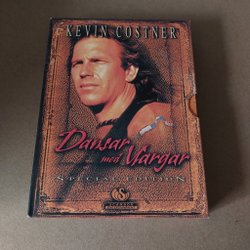 KEVIN COSTNER
Dansar
med Vargar
SPECIAL EDITION
S